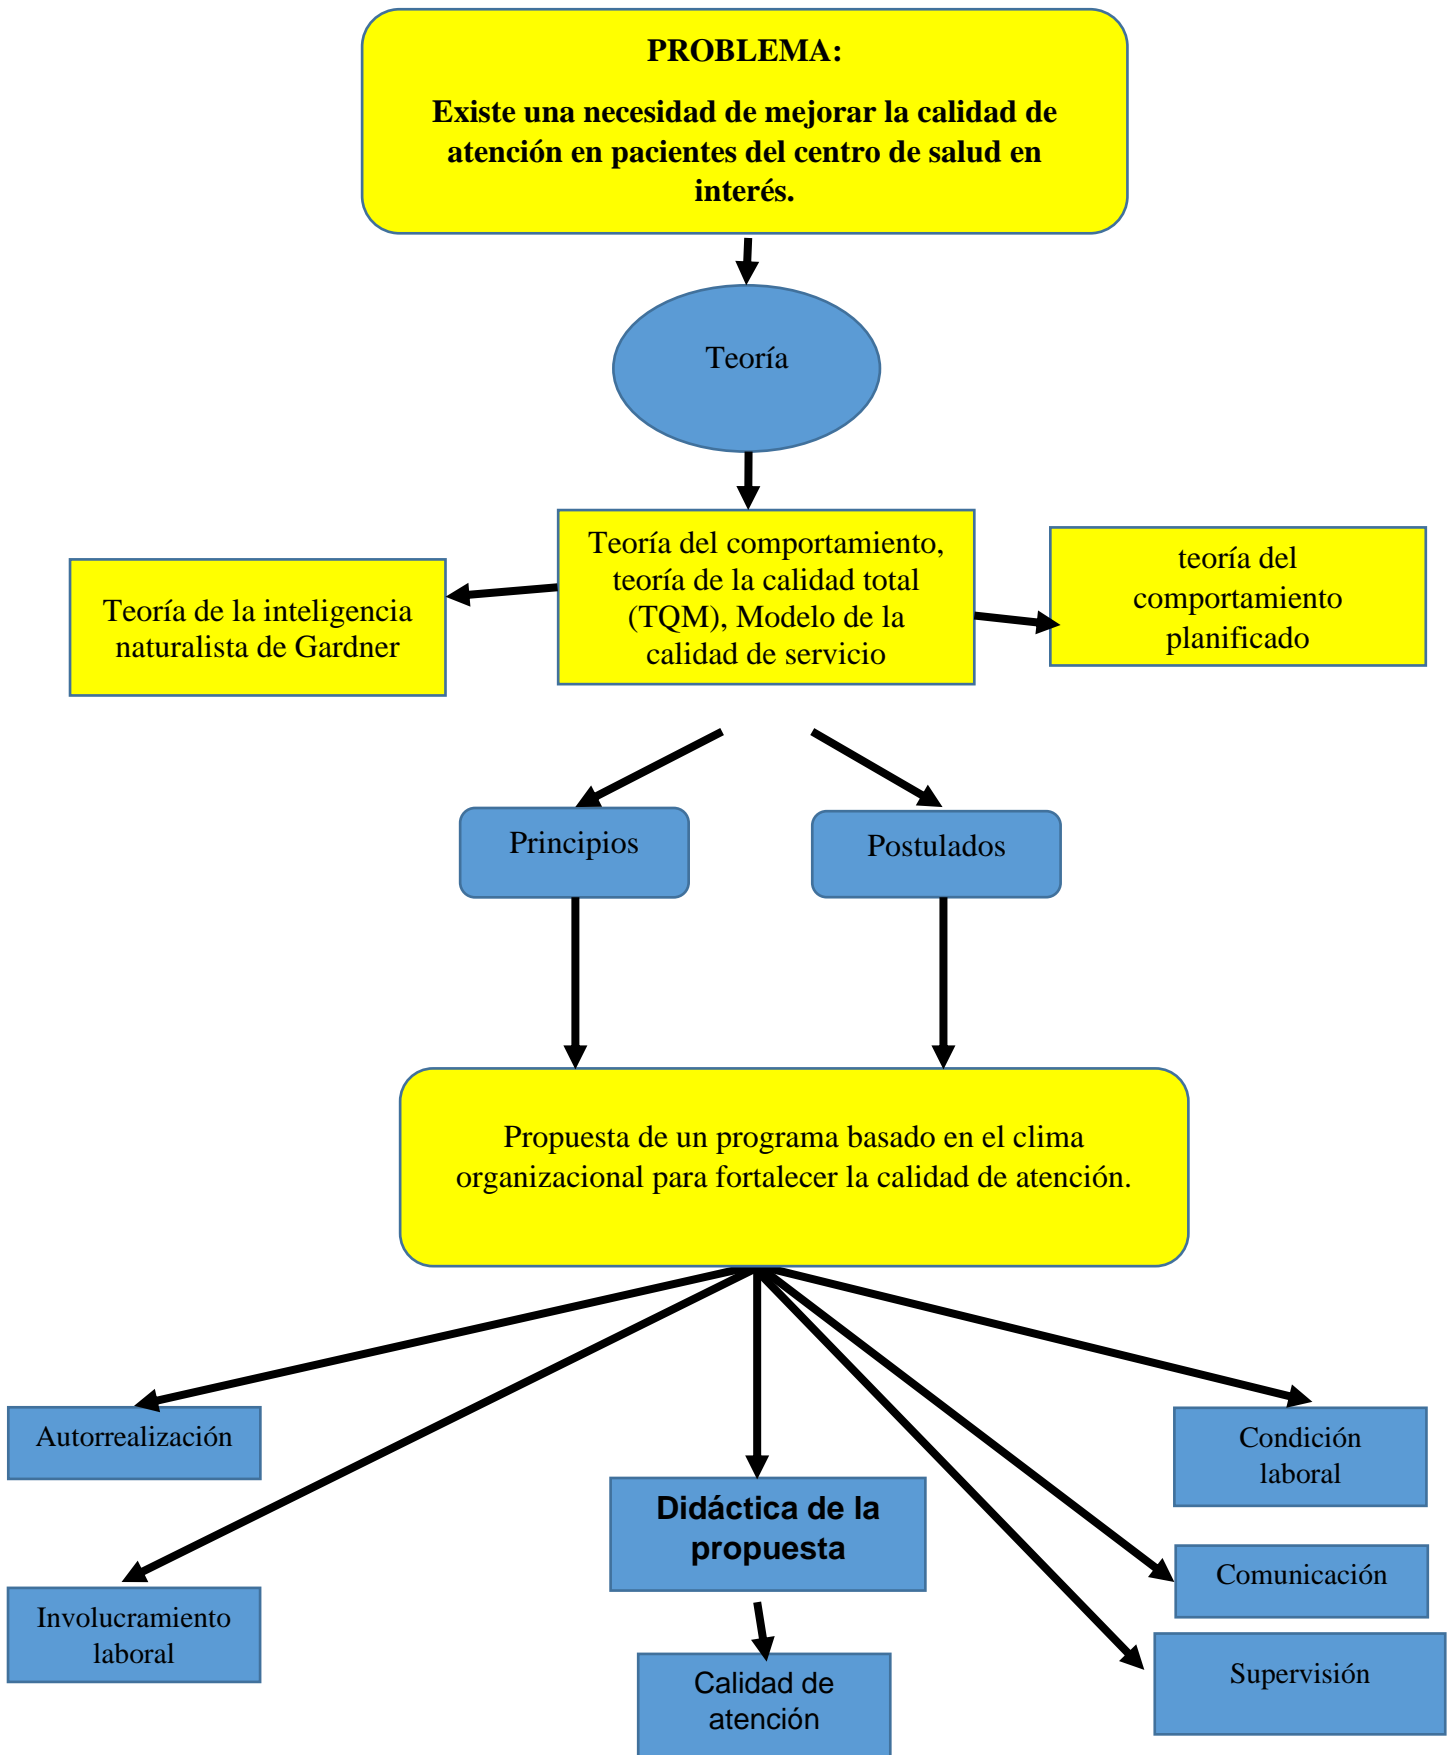 PROBLEMA:
Existe una necesidad de mejorar la calidad de
atención en pacientes del centro de salud en
interés.
Teoría
Teoría de la inteligencia
naturalista de Gardner
Teoría del comportamiento,
teoría de la calidad total
(TQM), Modelo de la
calidad de servicio
teoría del
comportamiento
planificado
Principios
Postulados
Propuesta de un programa basado en el clima
organizacional para fortalecer la calidad de atención.
Autorrealización
Condición
laboral
Didáctica de la
propuesta
Comunicación
Involucramiento
laboral
Supervisión
Calidad de
atención